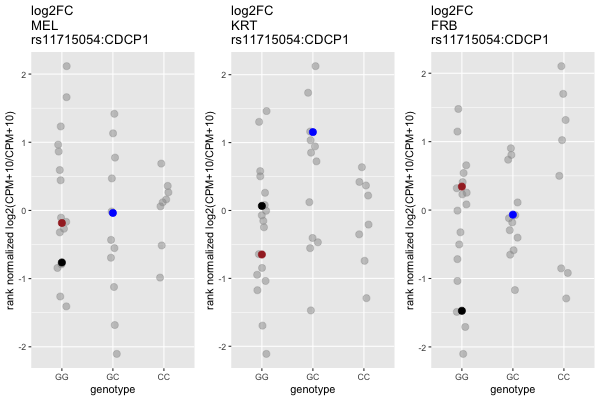 log2FC
MEL
rs11715054:CDCP1
rank normalized log2(CPM+10/CPM+10)
2
1
0
-1
-2
GG
GC
CC
genotype
log2FC
KRT
rs11715054:CDCP1
rank normalized log2(CPM+10/CPM+10)
2
1
0
-1
-2
GG
GC
CC
genotype
log2FC
FRB
rs11715054:CDCP1
rank normalized log2(CPM+10/CPM+10)
2
1
0
-1
-2
GG
GC
CC
genotype